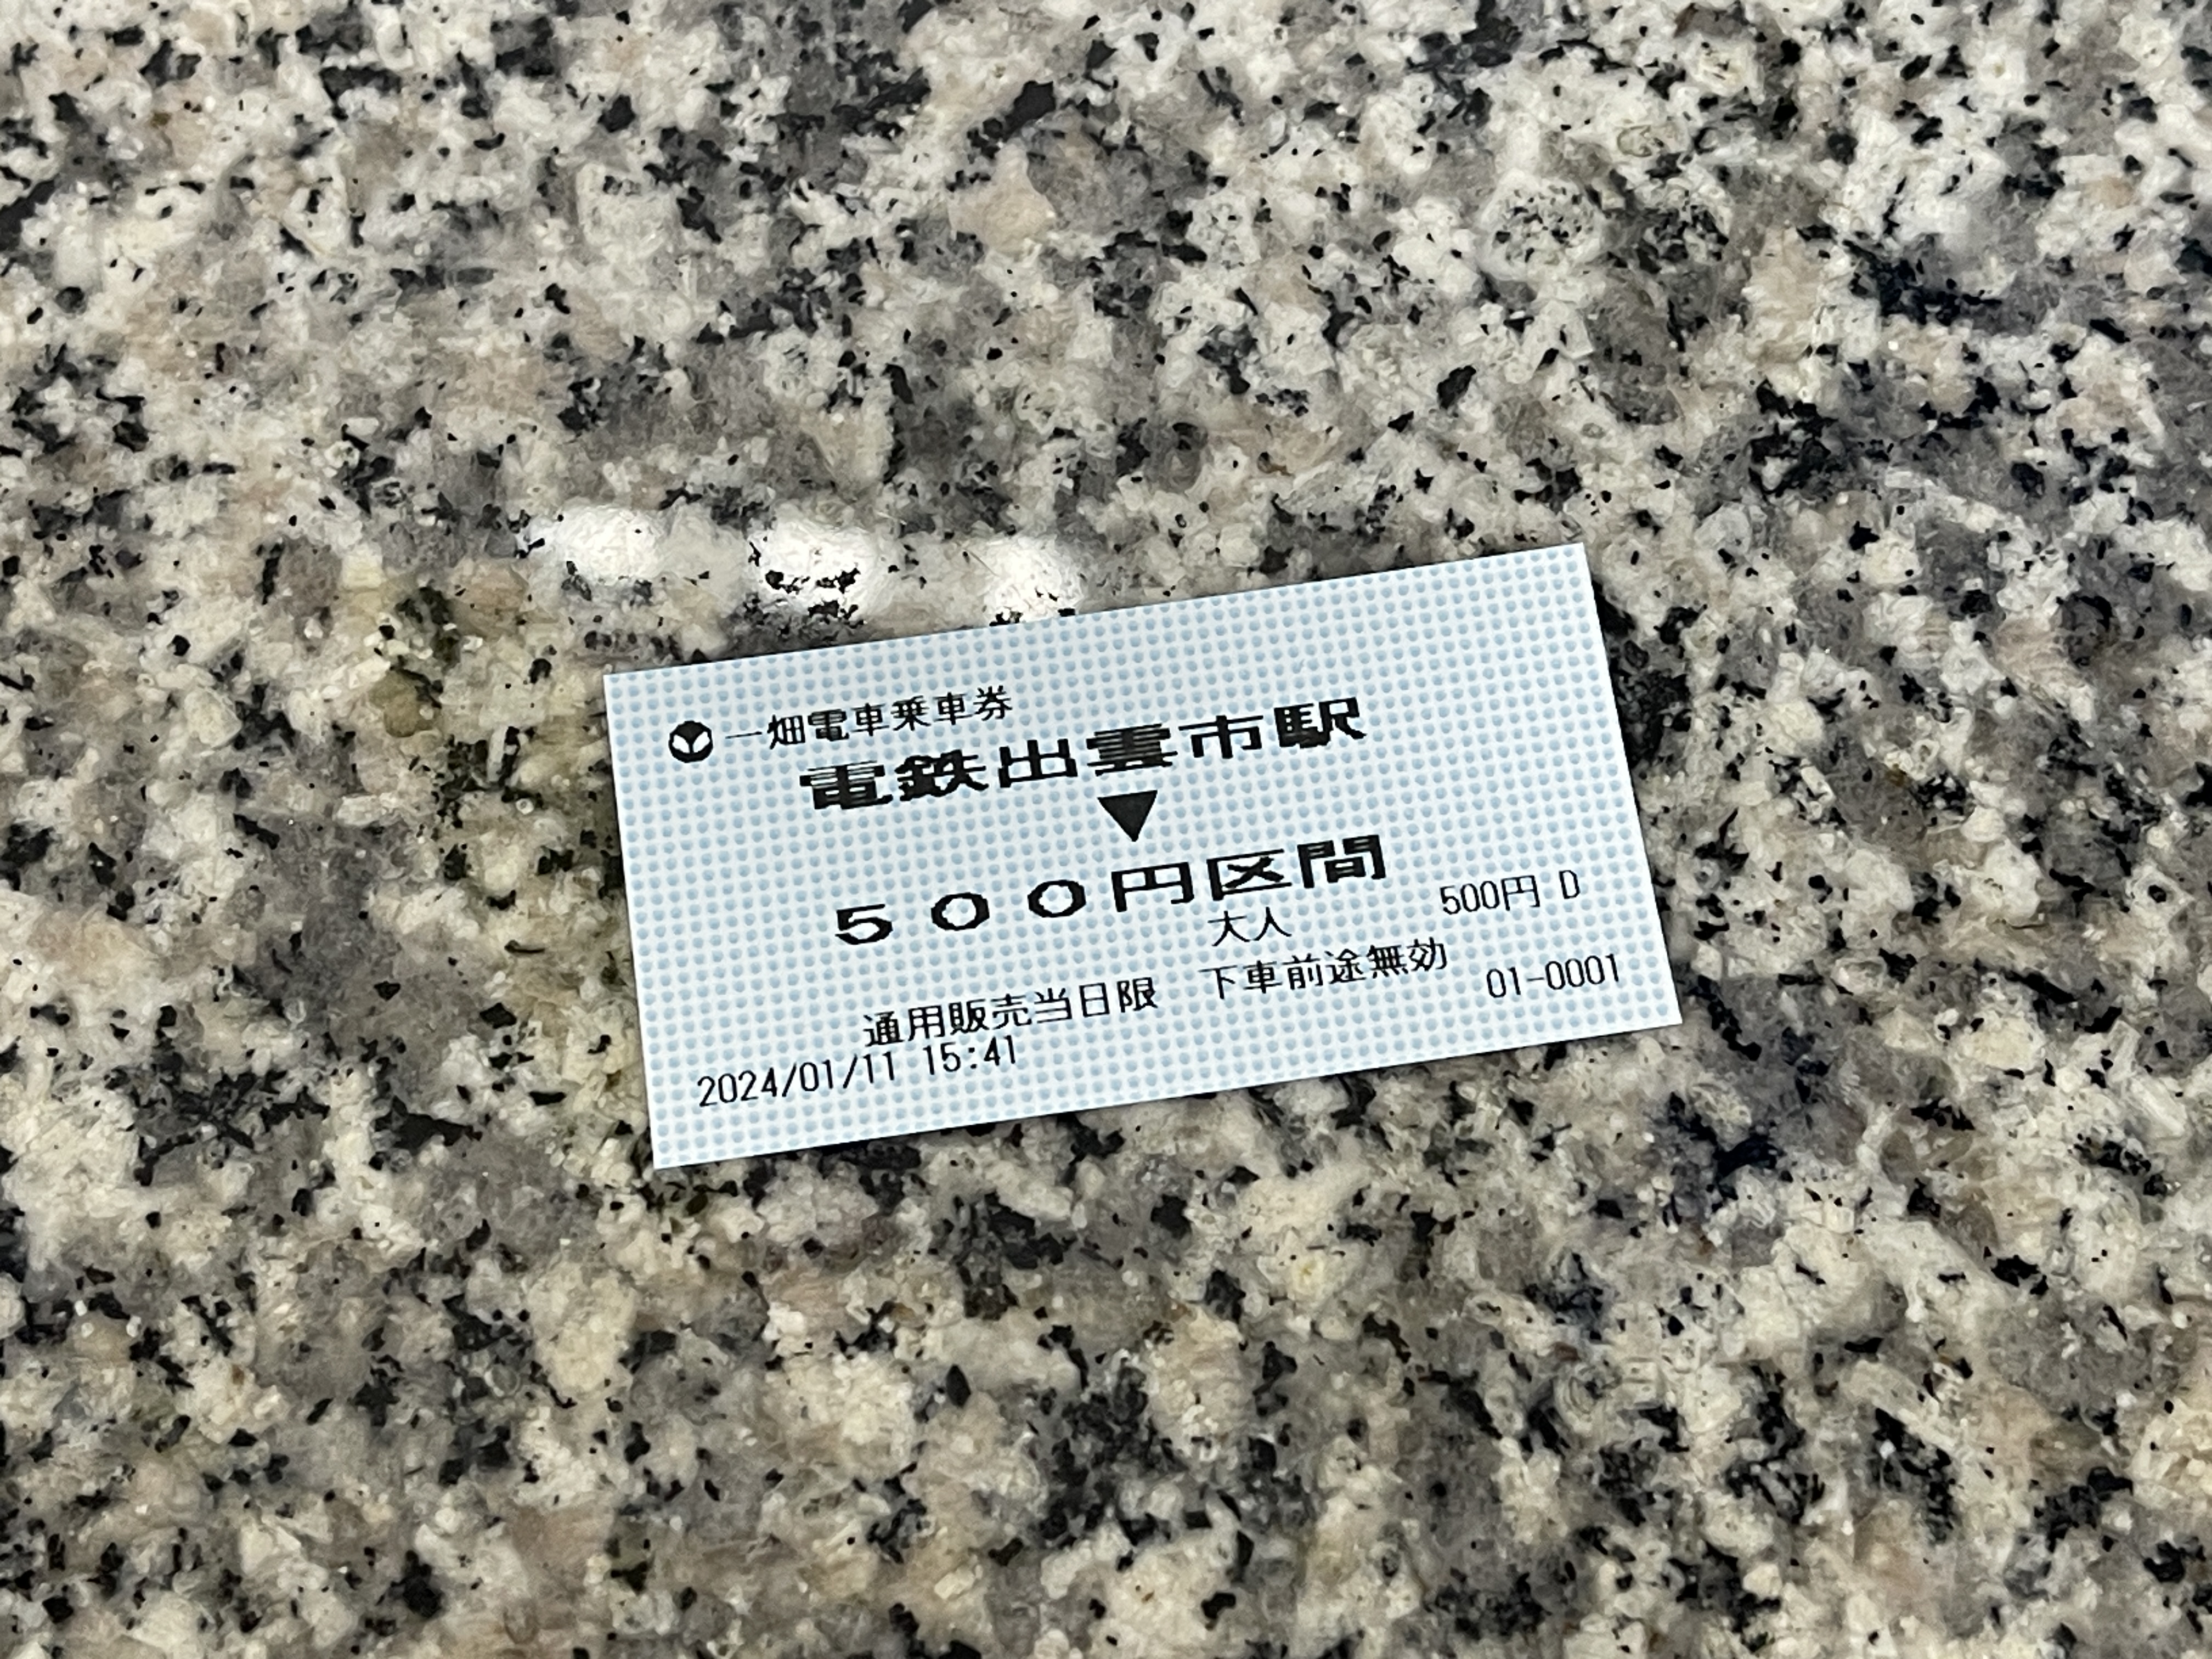 一畑電車乗車券
電鉄出雲市駅
▼
５００円区間
大人 500円 D
通用販売当日限 下車前途無効
2024/01/11 15:41 01-0001